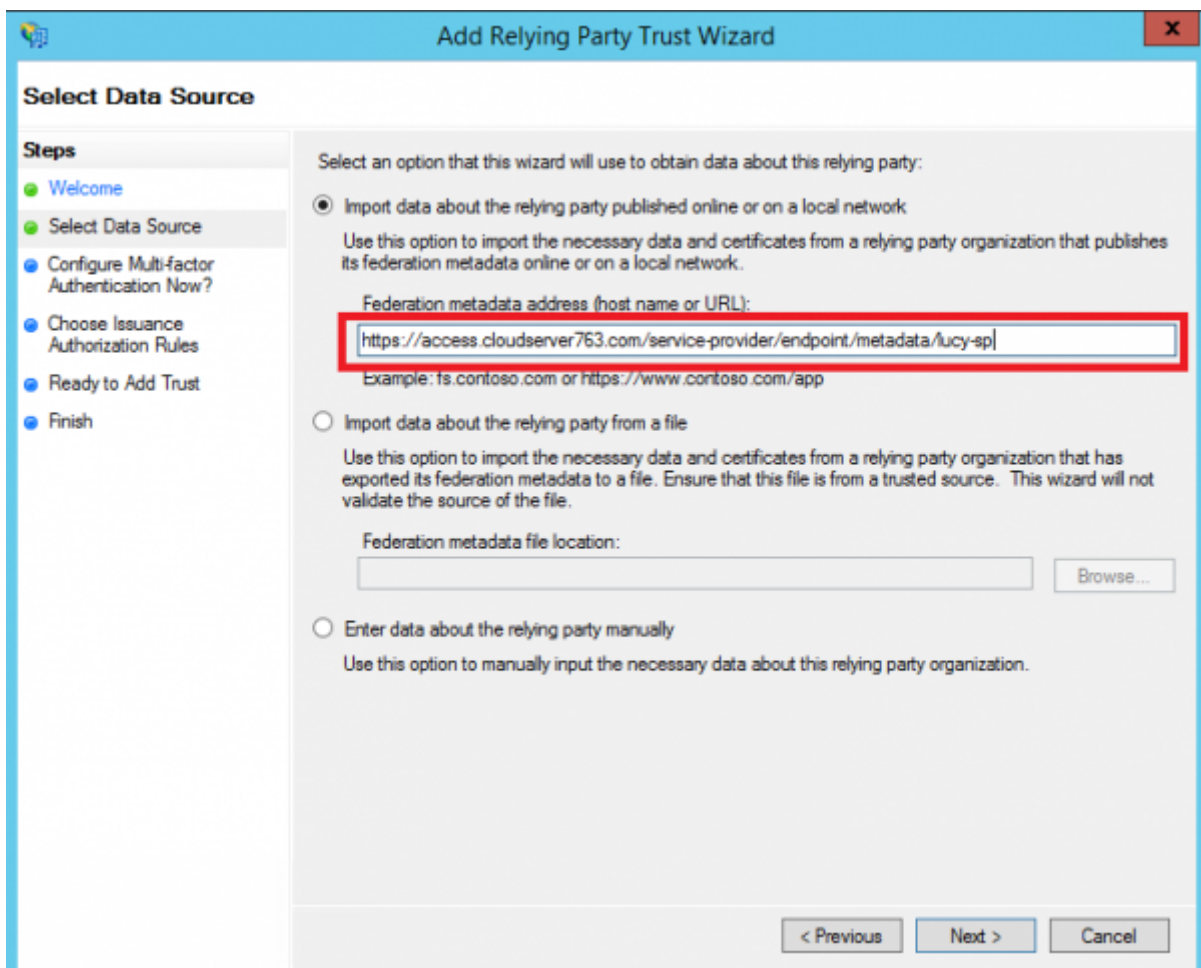 Add Relying Party Trust Wizard
x
Select Data Source
Steps
Welcome
Select Data Source
Configure Multi-factor
Authentication Now?
Choose Issuance
Authorization Rules
Ready to Add Trust
Finish
Select an option that this wizard will use to obtain data about this relying party:
Import data about the relying party published online or on a local network
Use this option to import the necessary data and certificates from a relying party organization that publishes
its federation metadata online or on a local network.
Federation metadata address (host name or URL):
https://access.cloudserver763.com/service-provider/endpoint/metadata/lucy-sp
Example: fs.contoso.com or https://www.contoso.com/app
Import data about the relying party from a file
Use this option to import the necessary data and certificates from a relying party organization that has
exported its federation metadata to a file. Ensure that this file is from a trusted source.  This wizard will not
validate the source of the file.
Federation metadata file location:
Browse...
Enter data about the relying party manually
Use this option to manually input the necessary data about this relying party organization.
< Previous
Next >
Cancel